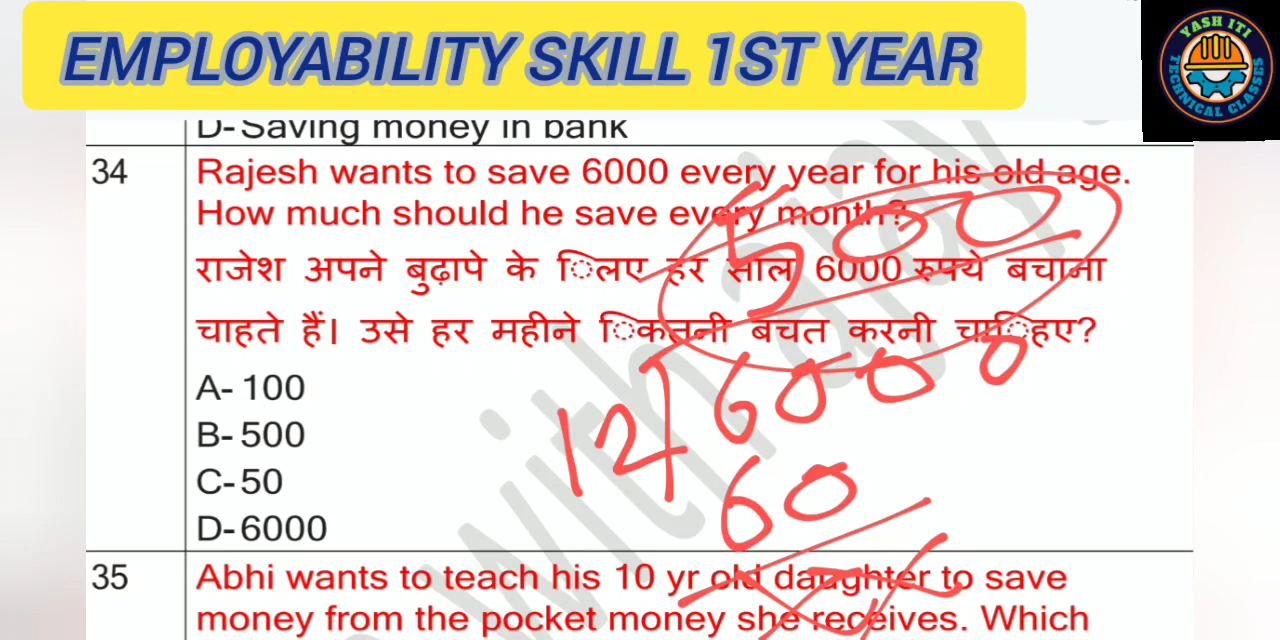 EMPLOYABILITY SKILL 1ST YEAR
YASH ITI
TECHNICAL CLASSES
D-Saving money in bank
34
Rajesh wants to save 6000 every year for his old age.
How much should he save every month?
राजेश अपने बुढ़ापे के िलए हर साल 6000 रुपये बचाना
चाहते हैं। उसे हर महीने िकतनी बचत करनी चािहए?
A-100
B-500
C-50
D-6000
500
12 6000
60
35
Abhi wants to teach his 10 yr old daughter to save
money from the pocket money she receives. Which